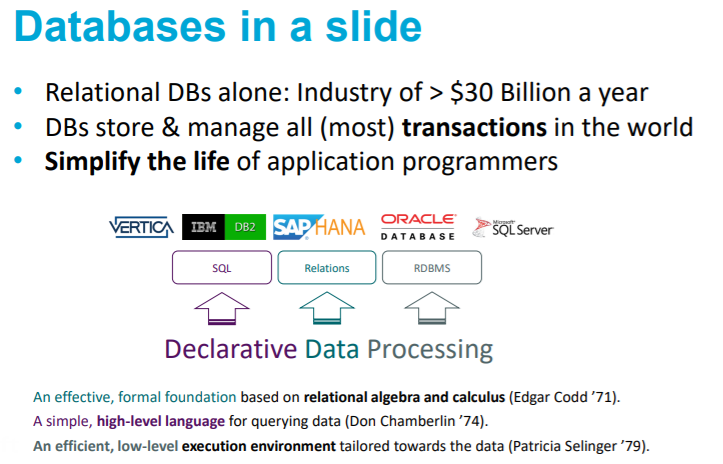 Databases in a slide
• Relational DBs alone: Industry of > $30 Billion a year
• DBs store & manage all (most) transactions in the world
• Simplify the life of application programmers
VERTICA IBM DB2 SAP HANA ORACLE DATABASE Microsoft SQL Server
SQL Relations RDBMS
Declarative Data Processing
An effective, formal foundation based on relational algebra and calculus (Edgar Codd ’71).
A simple, high-level language for querying data (Don Chamberlin ’74).
An efficient, low-level execution environment tailored towards the data (Patricia Selinger ’79).